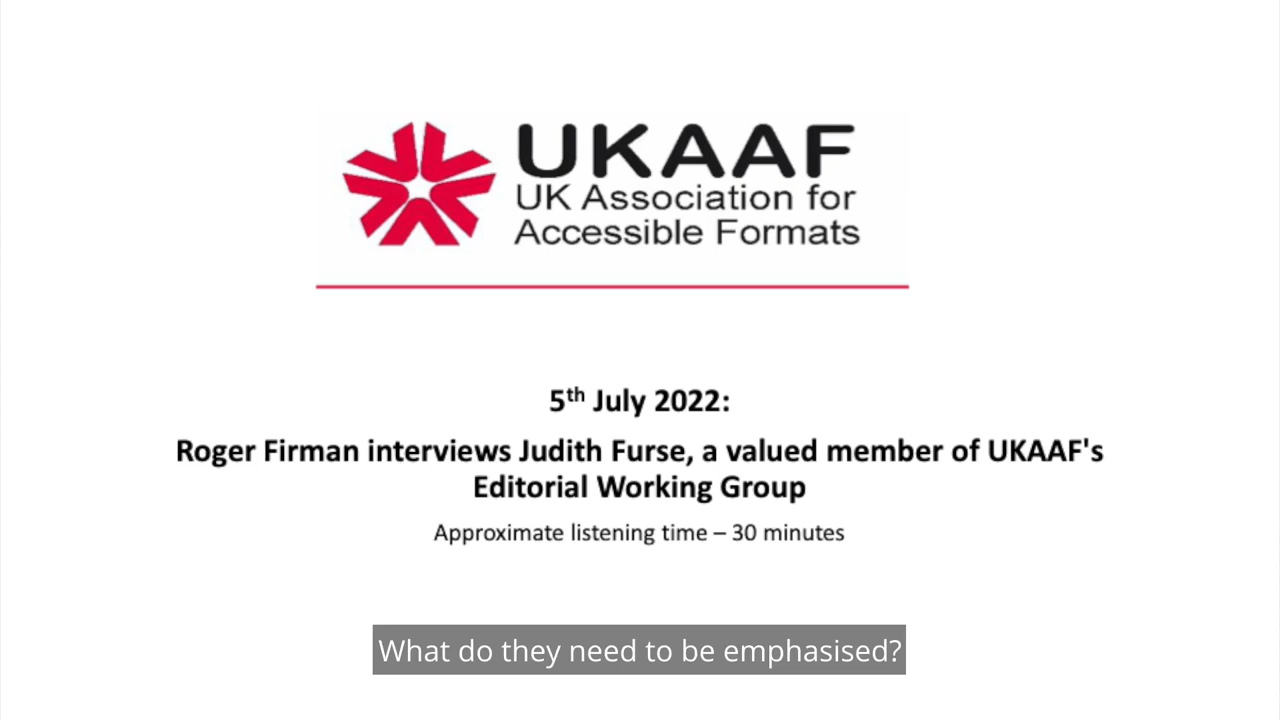 UKAAF
UK Association for
Accessible Formats
5th July 2022:
Roger Firman interviews Judith Furse, a valued member of UKAAF's
Editorial Working Group
Approximate listening time – 30 minutes
What do they need to be emphasised?